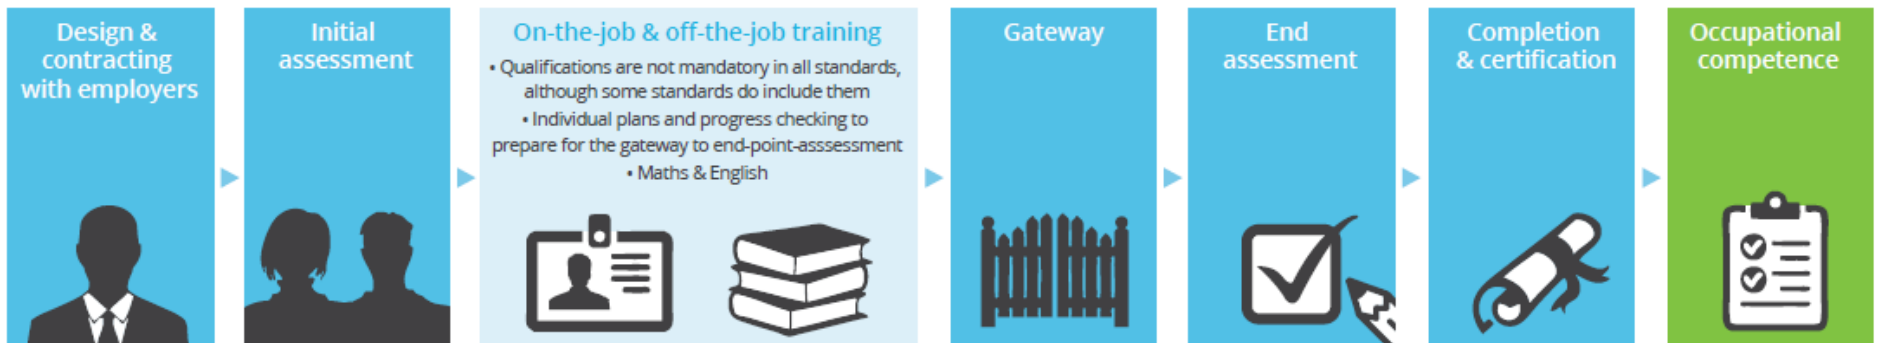 Design &
contracting
with employers
Initial
assessment
On-the-job & off-the-job training
• Qualifications are not mandatory in all standards,
although some standards do include them
• Individual plans and progress checking to
prepare for the gateway to end-point-asssessment
• Maths & English
Gateway
End
assessment
Completion
& certification
Occupational
competence